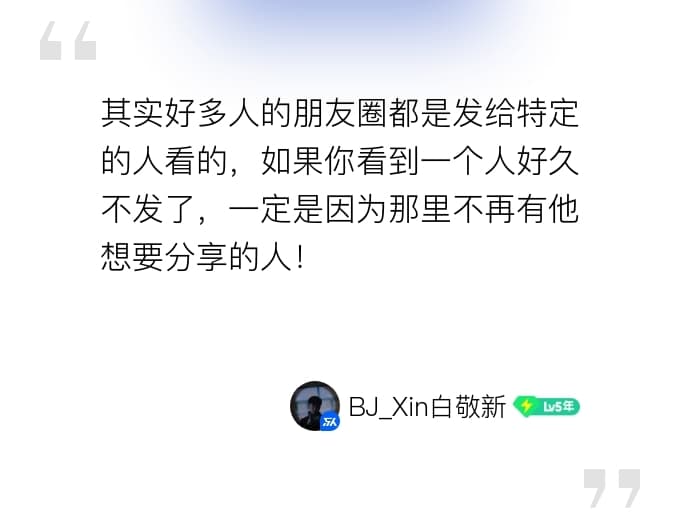 其实好多人的朋友圈都是发给特定
的人看的，如果你看到一个人好久
不发了，一定是因为那里不再有他
想要分享的人！
BJ_Xin白敬新 Lv5年